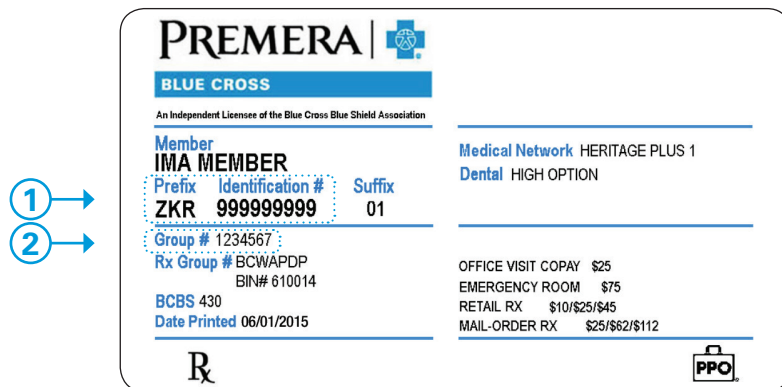 PREMERA
BLUE CROSS
An Independent Licensee of the Blue Cross Blue Shield Association
Member
IMA MEMBER
Prefix Identification # Suffix
ZKR 999999999 01
Group # 1234567
Rx Group # BCWAPDP
BIN# 610014
BCBS 430
Date Printed 06/01/2015
Rx
Medical Network HERITAGE PLUS 1
Dental HIGH OPTION
OFFICE VISIT COPAY $25
EMERGENCY ROOM $75
RETAIL RX $10/$25/$45
MAIL-ORDER RX $25/$62/$112
PPO
1
2